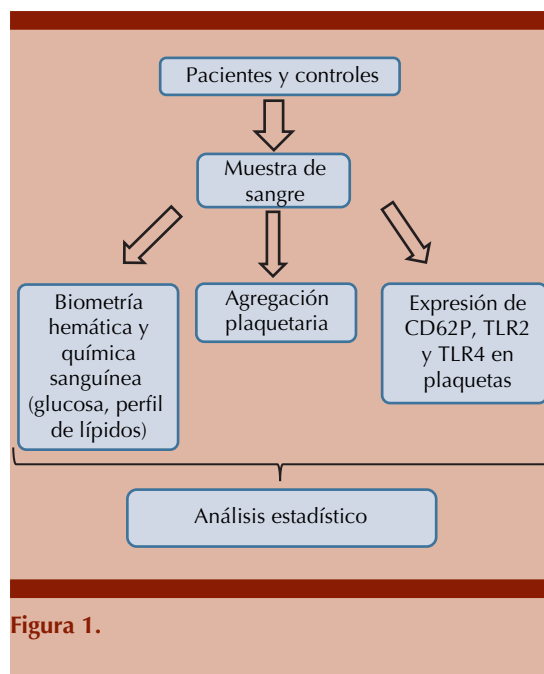 Pacientes y controles
Muestra de
sangre
Biometría
hemática y
química
sanguínea
(glucosa, perfil
de lípidos)
Agregación
plaquetaria
Expresión de
CD62P, TLR2
y TLR4 en
plaquetas
Análisis estadístico
Figura 1.